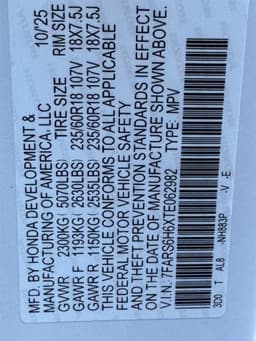 MFD. BY HONDA DEVELOPMENT & 10/25
MANUFACTURING OF AMERICA, LLC
GVWR 2300KG(5070LBS) TIRE SIZE RIM SIZE
GAWR F 1193KG(2630LBS) 235/60R18 107V 18X7.5J
GAWR R 1150KG(2535LBS) 235/60R18 107V 18X7.5J
THIS VEHICLE CONFORMS TO ALL APPLICABLE
FEDERAL MOTOR VEHICLE SAFETY
AND THEFT PREVENTION STANDARDS IN EFFECT
ON THE DATE OF MANUFACTURE SHOWN ABOVE.
V.I.N. 7FARS6H6XTE062982 TYPE: MPV
3D0 T AL8 -NH883P -V -E